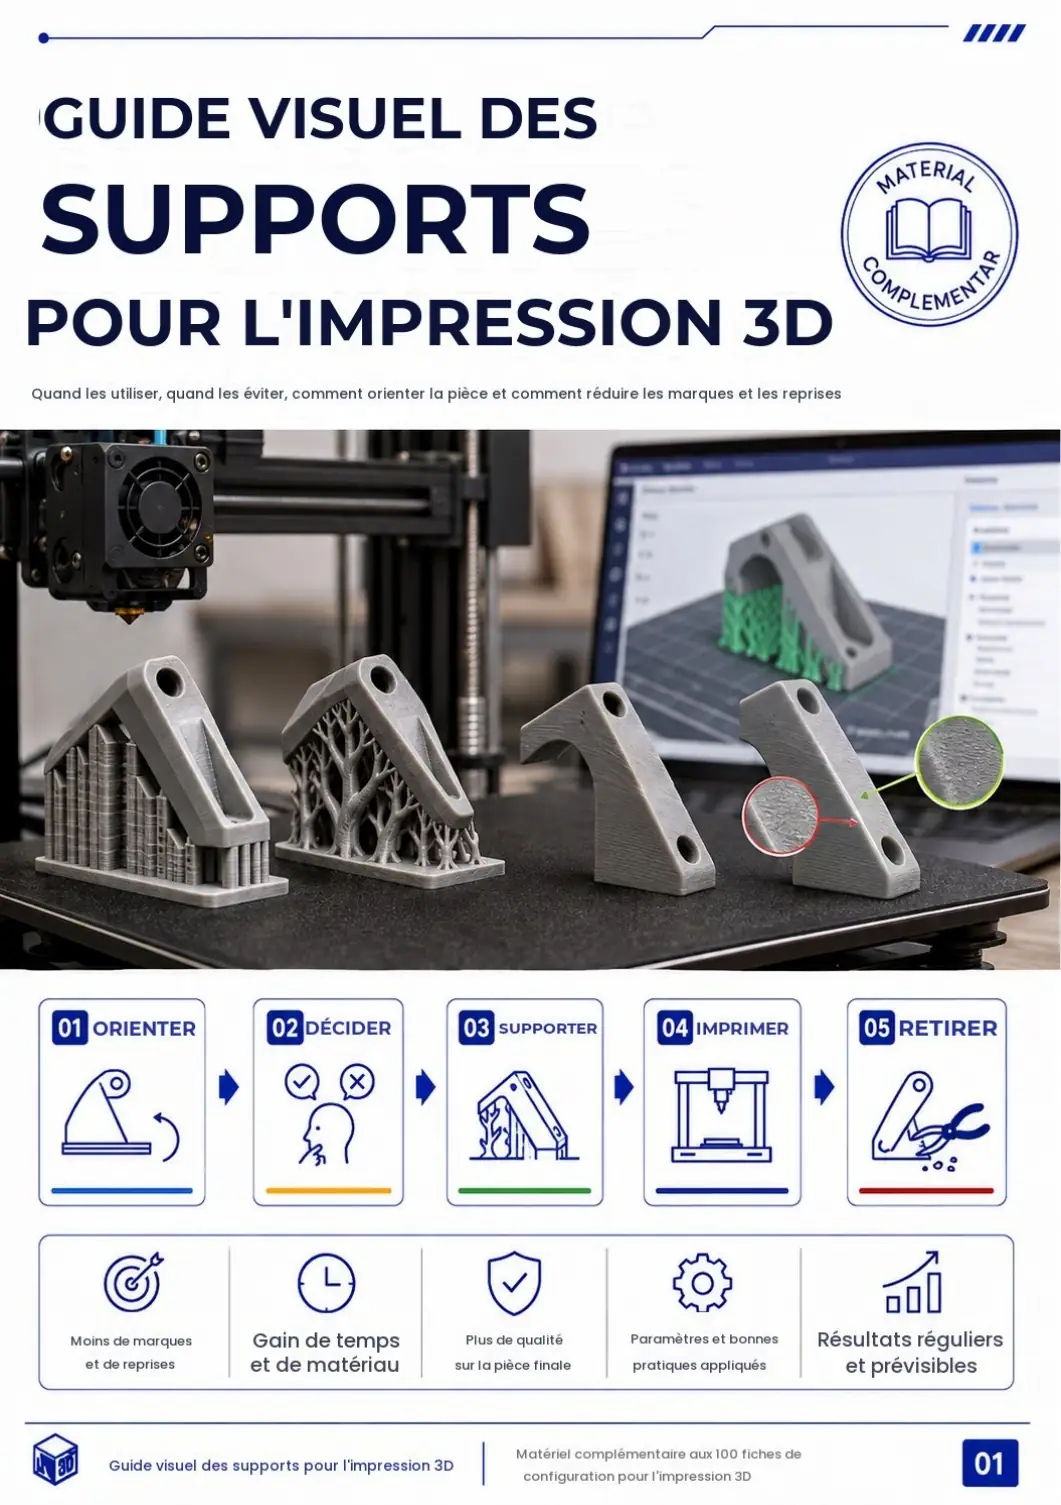 GUIDE VISUEL DES
SUPPORTS
POUR L'IMPRESSION 3D
MATERIAL
COMPLEMENTAR
Quand les utiliser, quand les éviter, comment orienter la pièce et comment réduire les marques et les reprises
01 ORIENTER
02 DÉCIDER
03 SUPPORTER
04 IMPRIMER
05 RETIRER
Moins de marques
et de reprises
Gain de temps
et de matériau
Plus de qualité
sur la pièce finale
Paramètres et bonnes
pratiques appliqués
Résultats réguliers
et prévisibles
Guide visuel des supports pour l'impression 3D
Matériel complémentaire aux 100 fiches de
configuration pour l'impression 3D
01